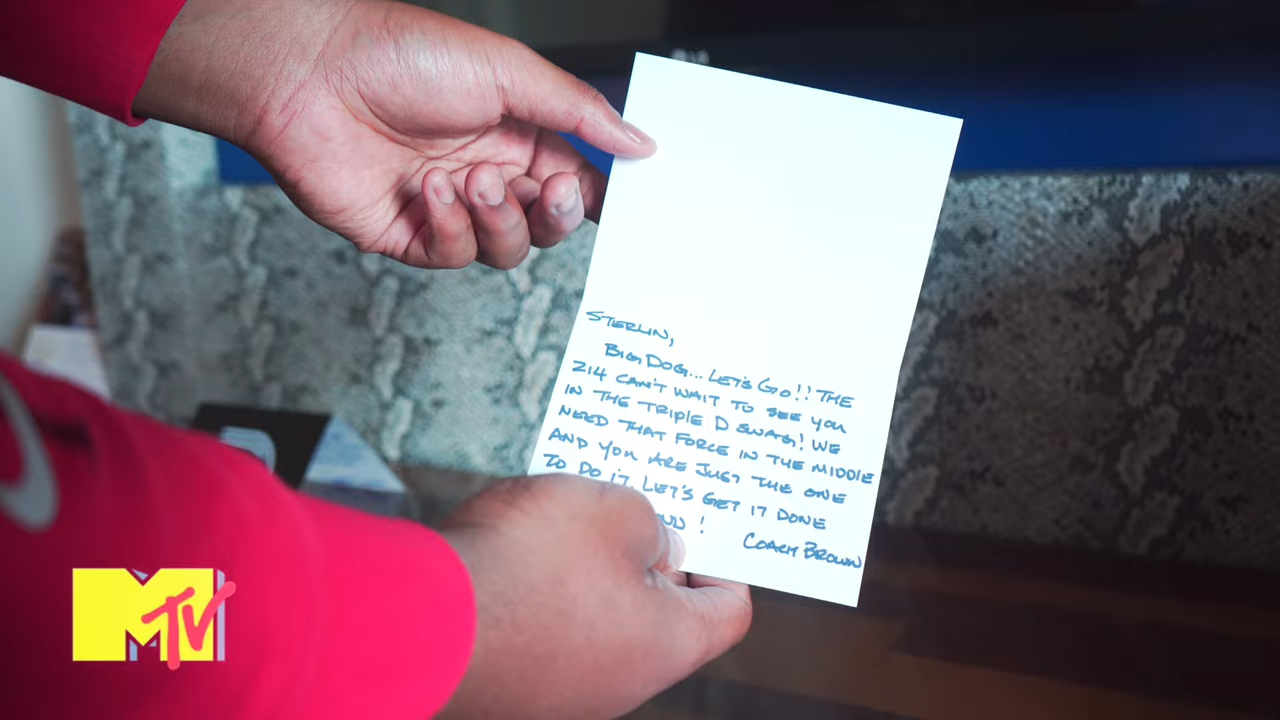 STERLIN,
BIG DOG... LET'S GO!! THE
214 CAN'T WAIT TO SEE YOU
IN THE TRIPLE D SWAG! WE
NEED THAT FORCE IN THE MIDDLE
AND YOU ARE JUST THE ONE
TO DO IT. LET'S GET IT DONE
!
COACH BROWN
MTV